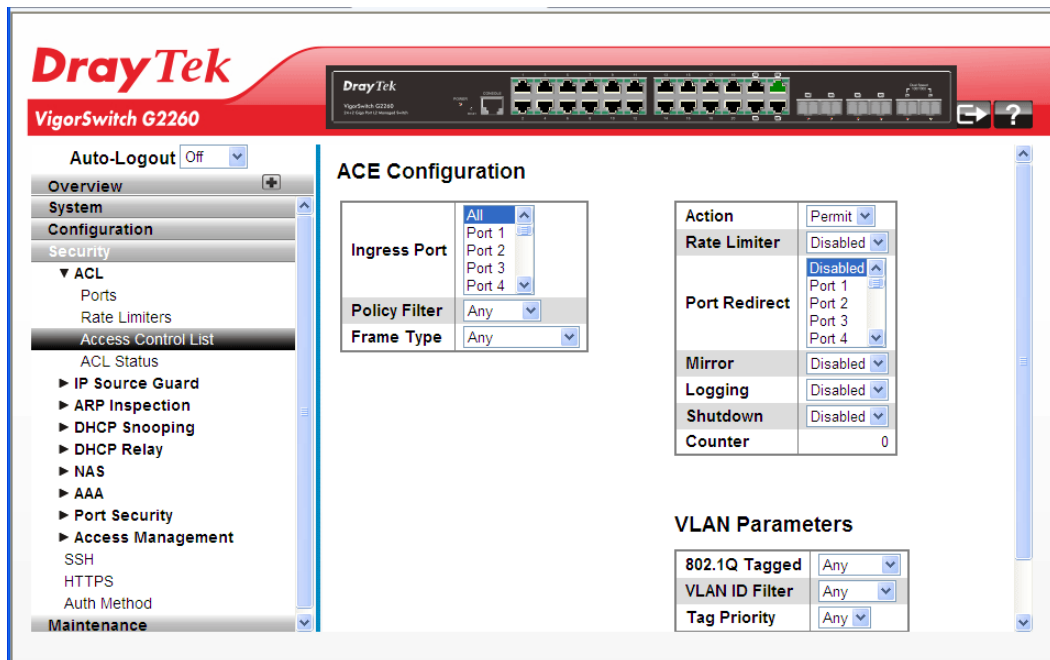 DrayTek
VigorSwitch G2260
DrayTek
VigorSwitch G2260
CONSOLE
Auto-Logout Off
Overview
System
Configuration
Security
▼ ACL
Ports
Rate Limiters
Access Control List
ACL Status
► IP Source Guard
► ARP Inspection
► DHCP Snooping
► DHCP Relay
► NAS
► AAA
► Port Security
► Access Management
SSH
HTTPS
Auth Method
Maintenance
ACE Configuration
Ingress Port
All
Port 1
Port 2
Port 3
Port 4
Policy Filter Any
Frame Type Any
Action Permit
Rate Limiter Disabled
Port Redirect
Disabled
Port 1
Port 2
Port 3
Port 4
Mirror Disabled
Logging Disabled
Shutdown Disabled
Counter 0
VLAN Parameters
802.1Q Tagged Any
VLAN ID Filter Any
Tag Priority Any